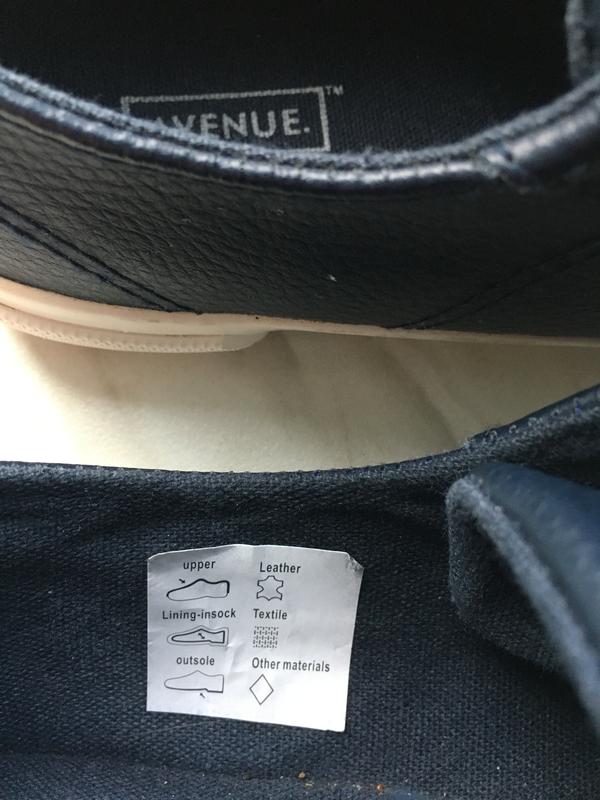 AVENUE.™
upper Leather
Lining-insock Textile
outsole Other materials